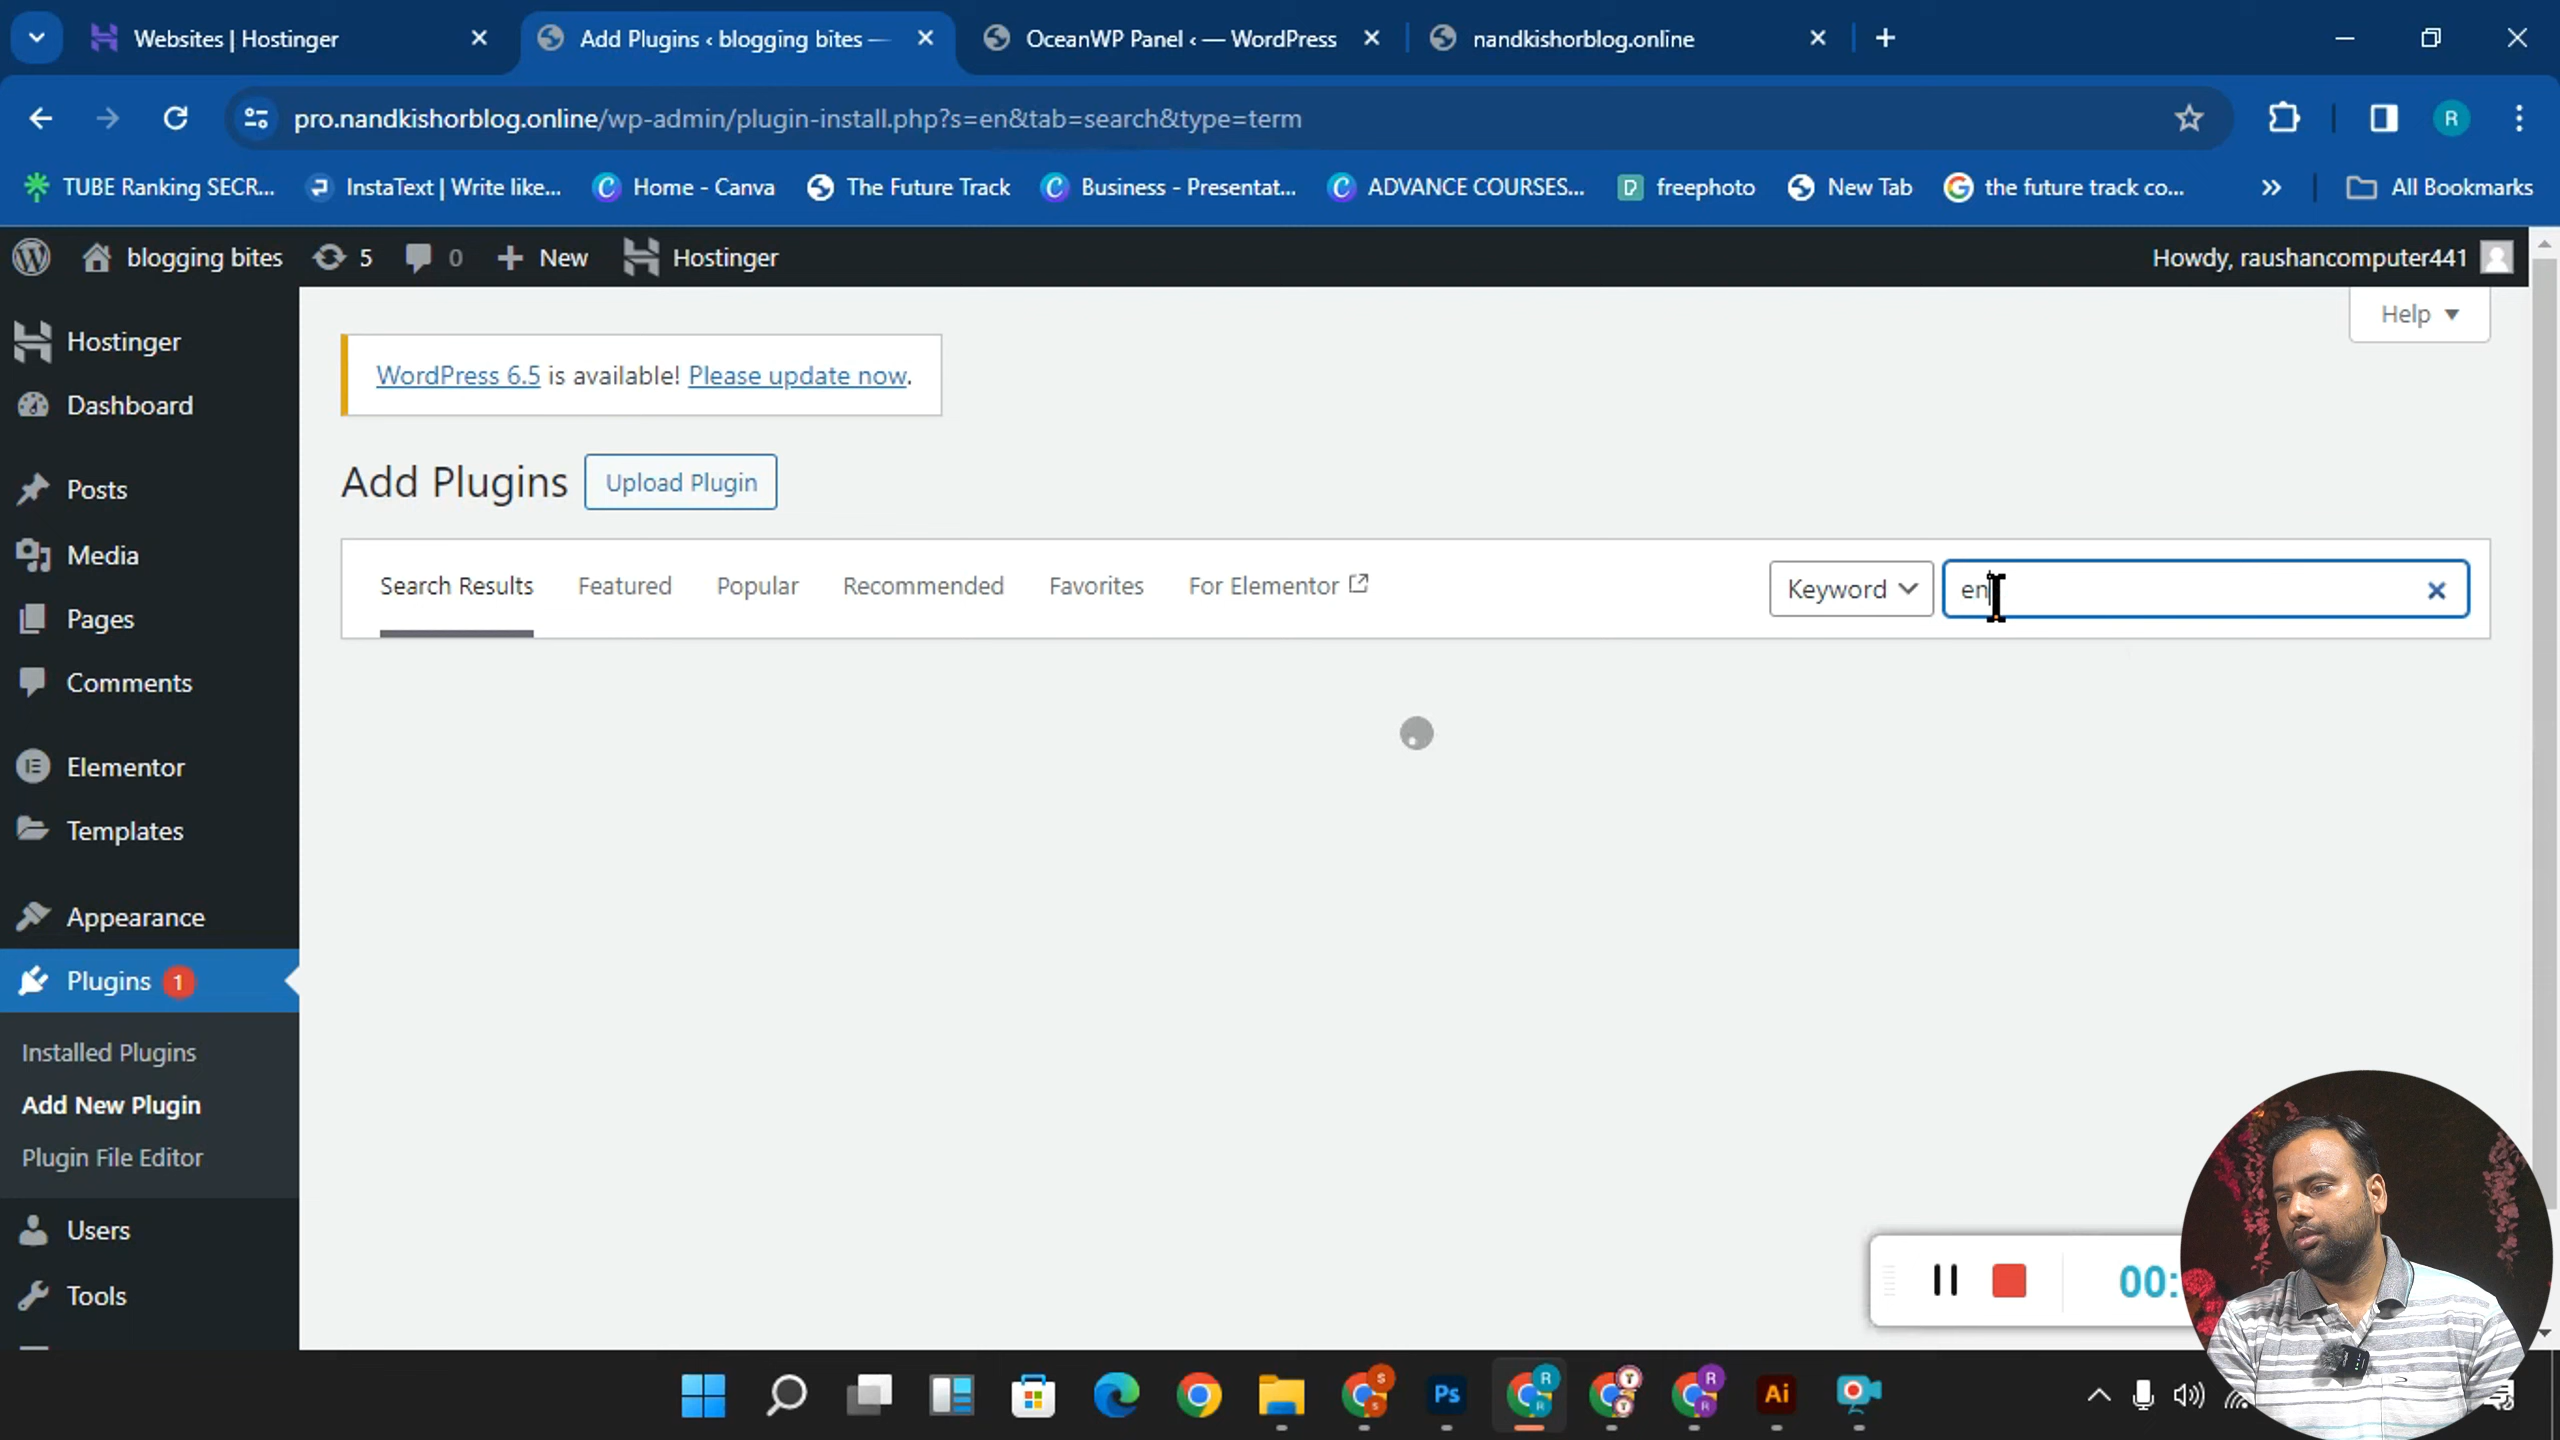 Websites | Hostinger
Add Plugins ‹ blogging bites —
OceanWP Panel ‹ — WordPress
nandkishorblog.online
pro.nandkishorblog.online/wp-admin/plugin-install.php?s=en&tab=search&type=term
R
TUBE Ranking SECR...
InstaText | Write like...
Home - Canva
The Future Track
Business - Presentat...
ADVANCE COURSES...
freephoto
New Tab
the future track co...
All Bookmarks
blogging bites
5
0
New
Hostinger
Howdy, raushancomputer441
Help
Hostinger
Dashboard
Posts
Media
Pages
Comments
Elementor
Templates
Appearance
Plugins 1
Installed Plugins
Add New Plugin
Plugin File Editor
Users
Tools
WordPress 6.5 is available! Please update now.
Add Plugins
Upload Plugin
Search Results
Featured
Popular
Recommended
Favorites
For Elementor
Keyword
en
00:
Ps
Ai